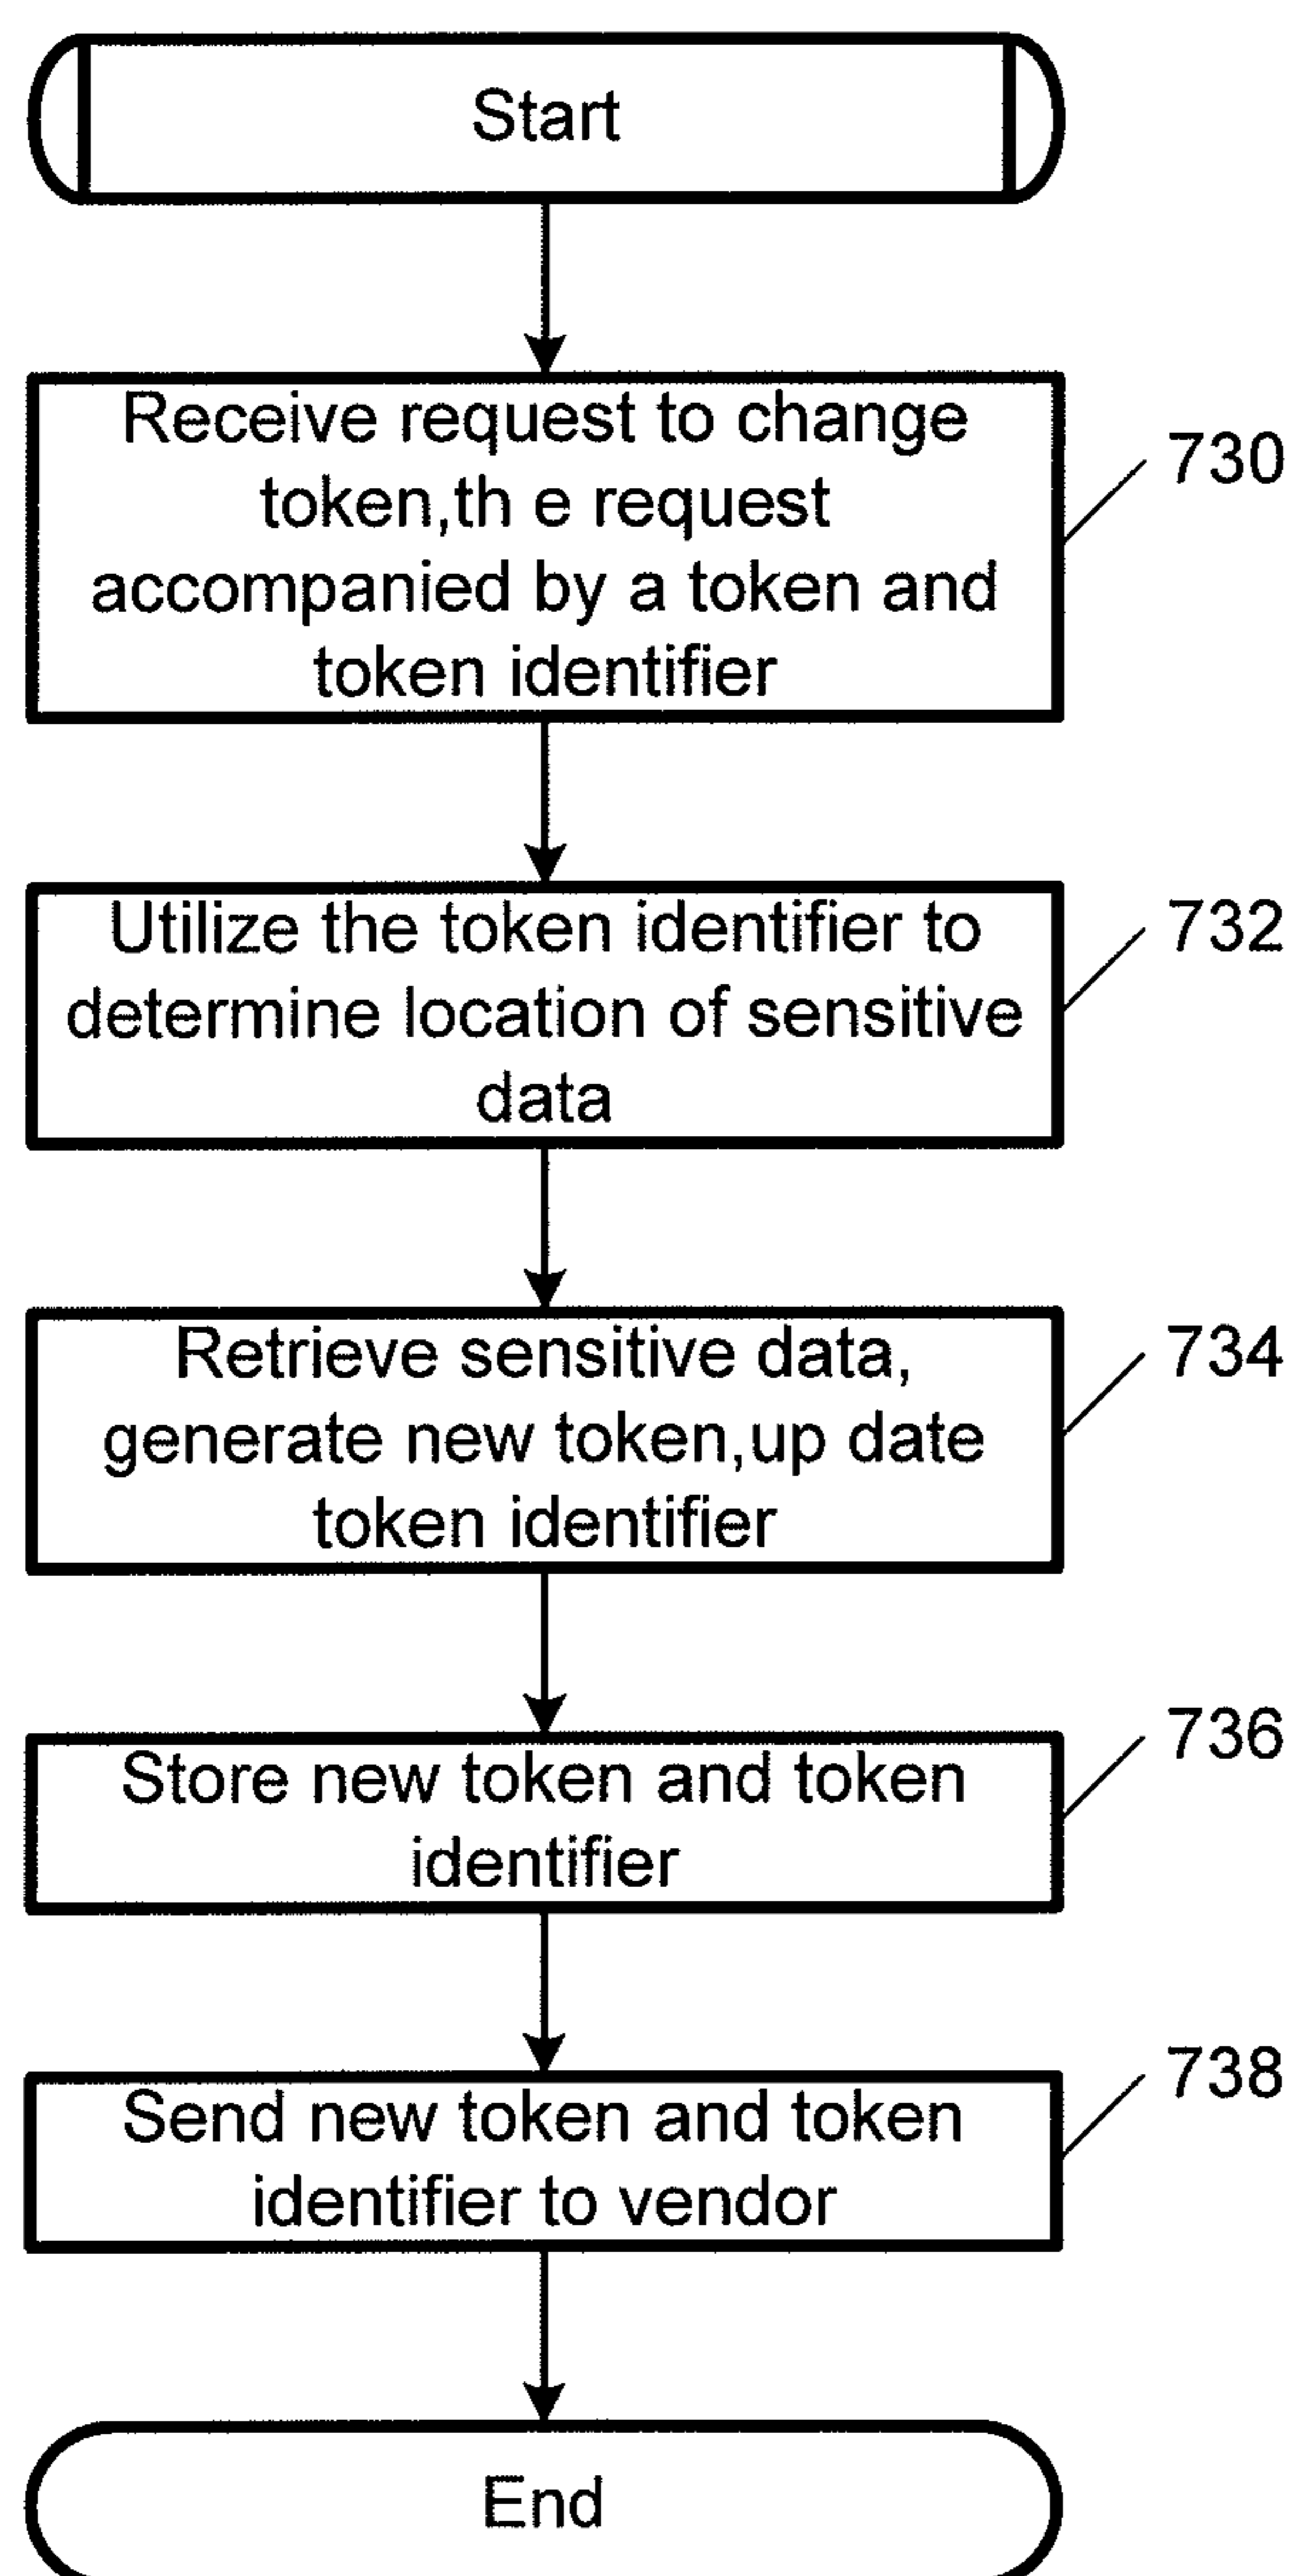 Start
Receive request to change
token,th e request
accompanied by a token and
token identifier
730
Utilize the token identifier to
determine location of sensitive
data
732
Retrieve sensitive data,
generate new token,up date
token identifier
734
Store new token and token
identifier
736
Send new token and token
identifier to vendor
738
End